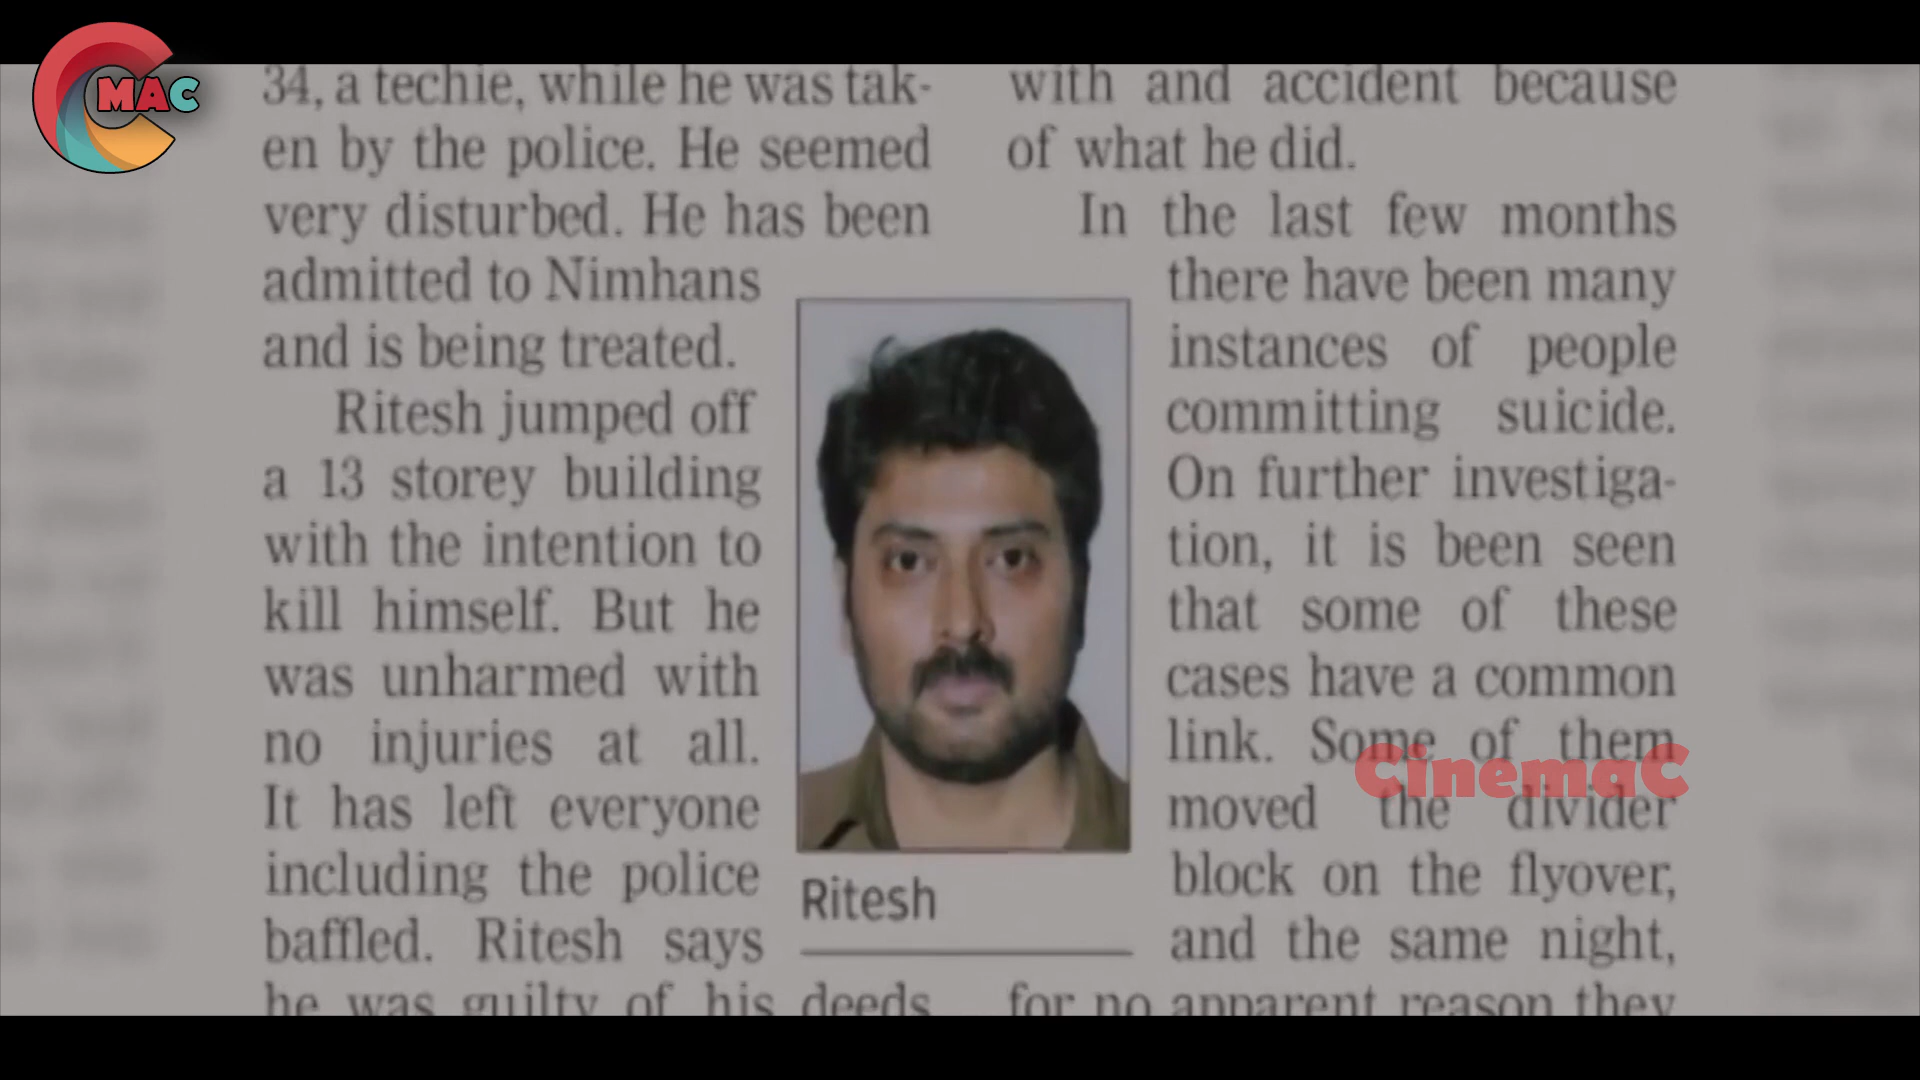 MAC
34, a techie, while he was tak-
en by the police. He seemed
very disturbed. He has been
admitted to Nimhans
and is being treated.
Ritesh jumped off
a 13 storey building
with the intention to
kill himself. But he
was unharmed with
no injuries at all.
It has left everyone
including the police
baffled. Ritesh says
he was guilty of his deeds
Ritesh
with and accident because
of what he did.
In the last few months
there have been many
instances of people
committing suicide.
On further investiga-
tion, it is been seen
that some of these
cases have a common
link. Some of them
moved the divider
block on the flyover,
and the same night,
for no apparent reason they
CinemaC